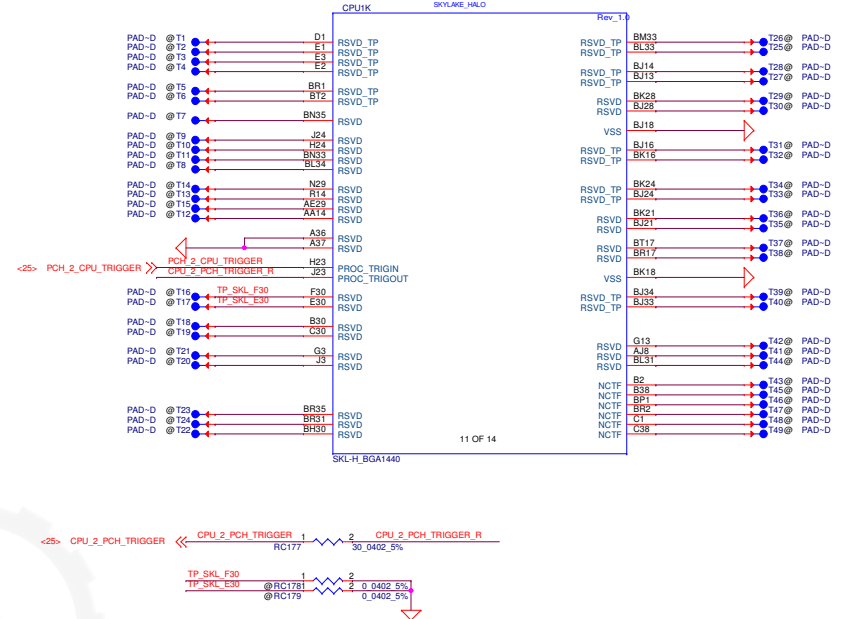 CPU1K SKYLAKE_HALO
Rev_1.0
PAD~D @T1 D1 RSVD_TP RSVD_TP BM33 T26@ PAD~D
PAD~D @T2 E1 RSVD_TP RSVD_TP BL33 T25@ PAD~D
PAD~D @T3 E3 RSVD_TP
PAD~D @T4 E2 RSVD_TP RSVD_TP BJ14 T28@ PAD~D
RSVD_TP BJ13 T27@ PAD~D
PAD~D @T5 BR1 RSVD_TP
PAD~D @T6 BT2 RSVD_TP RSVD BK28 T29@ PAD~D
RSVD BJ28 T30@ PAD~D
PAD~D @T7 BN35 RSVD
VSS BJ18
PAD~D @T9 J24 RSVD
PAD~D @T10 H24 RSVD RSVD_TP BJ16 T31@ PAD~D
PAD~D @T11 BN33 RSVD RSVD_TP BK16 T32@ PAD~D
PAD~D @T8 BL34 RSVD
PAD~D @T14 N29 RSVD RSVD_TP BK24 T34@ PAD~D
PAD~D @T13 R14 RSVD RSVD_TP BJ24 T33@ PAD~D
PAD~D @T15 AE29 RSVD
PAD~D @T12 AA14 RSVD RSVD BK21 T36@ PAD~D
RSVD BJ21 T35@ PAD~D
A36 RSVD
A37 RSVD RSVD BT17 T37@ PAD~D
RSVD BR17 T38@ PAD~D
<25> PCH_2_CPU_TRIGGER PCH_2_CPU_TRIGGER H23 PROC_TRIGIN
CPU_2_PCH_TRIGGER_R J23 PROC_TRIGOUT VSS BK18
PAD~D @T16 TP_SKL_F30 F30 RSVD RSVD_TP BJ34 T39@ PAD~D
PAD~D @T17 TP_SKL_E30 E30 RSVD RSVD_TP BJ33 T40@ PAD~D
PAD~D @T18 B30 RSVD
PAD~D @T19 C30 RSVD
RSVD G13 T42@ PAD~D
PAD~D @T21 G3 RSVD RSVD AJ8 T41@ PAD~D
PAD~D @T20 J3 RSVD RSVD BL31 T44@ PAD~D
NCTF B2 T43@ PAD~D
NCTF B38 T45@ PAD~D
NCTF BP1 T46@ PAD~D
PAD~D @T23 BR35 RSVD NCTF BR2 T47@ PAD~D
PAD~D @T24 BR31 RSVD NCTF C1 T48@ PAD~D
PAD~D @T22 BH30 RSVD NCTF C38 T49@ PAD~D
11 OF 14
SKL-H_BGA1440
<25> CPU_2_PCH_TRIGGER CPU_2_PCH_TRIGGER 1 2 CPU_2_PCH_TRIGGER_R
RC177 30_0402_5%
TP_SKL_F30 1 2
TP_SKL_E30 @RC178 1 2 0_0402_5%
@RC179 0_0402_5%